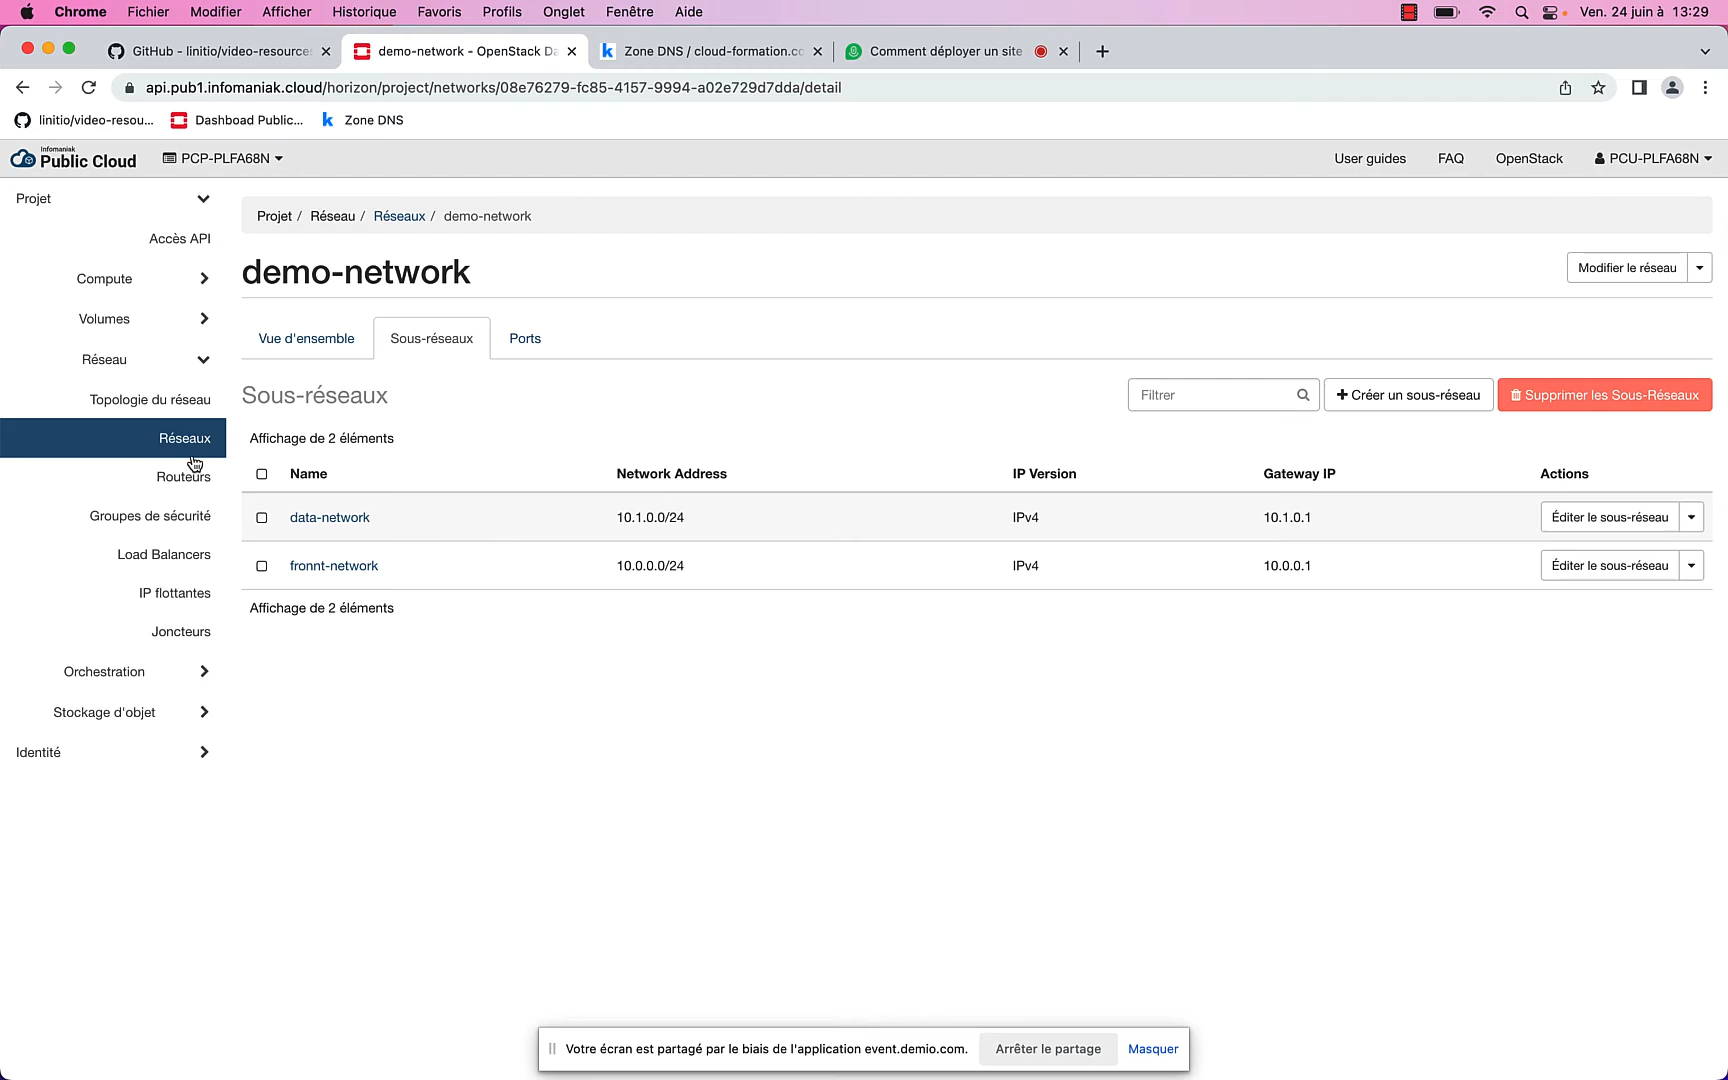 Chrome Fichier Modifier Afficher Historique Favoris Profils Onglet Fenêtre Aide Ven. 24 juin à 13:29
GitHub - linitio/video-resources demo-network - OpenStack Da Zone DNS / cloud-formation.co Comment déployer un site
api.pub1.infomaniak.cloud/horizon/project/networks/08e76279-fc85-4157-9994-a02e729d7dda/detail
linitio/video-resou... Dashboad Public... Zone DNS
Infomaniak
Public Cloud PCP-PLFA68N User guides FAQ OpenStack PCU-PLFA68N
Projet
Accès API
Compute
Volumes
Réseau
Topologie du réseau
Réseaux
Routeurs
Groupes de sécurité
Load Balancers
IP flottantes
Joncteurs
Orchestration
Stockage d'objet
Identité
Projet / Réseau / Réseaux / demo-network
demo-network
Modifier le réseau
Vue d'ensemble Sous-réseaux Ports
Sous-réseaux
Filtrer Créer un sous-réseau Supprimer les Sous-Réseaux
Affichage de 2 éléments
Name Network Address IP Version Gateway IP Actions
data-network 10.1.0.0/24 IPv4 10.1.0.1 Éditer le sous-réseau
fronnt-network 10.0.0.0/24 IPv4 10.0.0.1 Éditer le sous-réseau
Affichage de 2 éléments
Votre écran est partagé par le biais de l'application event.demio.com. Arrêter le partage Masquer